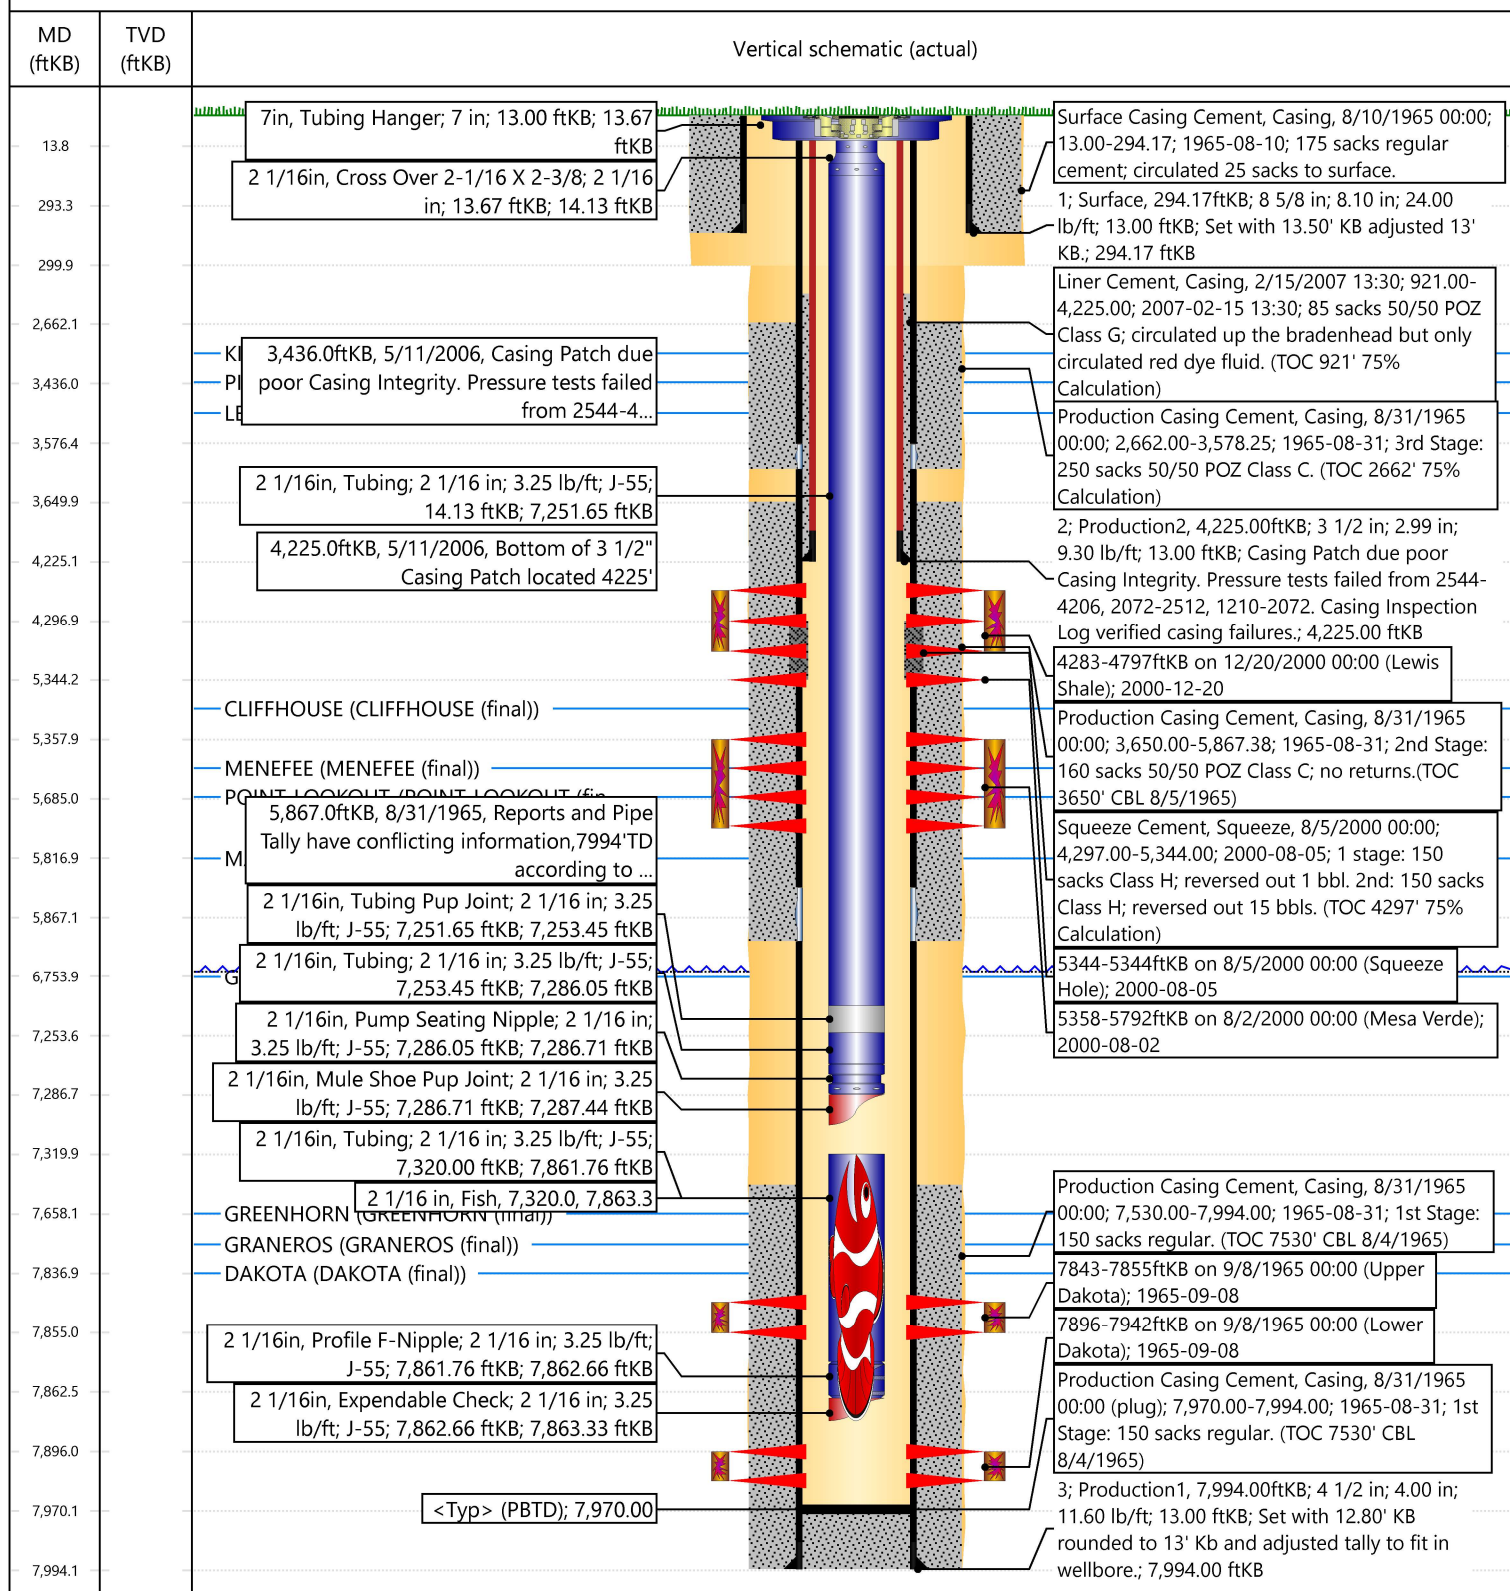 MD
(ftKB)
TVD
(ftKB)
Vertical schematic (actual)
13.8
293.3
299.9
2,662.1
3,436.0
3,576.4
3,649.9
4,225.1
4,296.9
5,344.2
5,357.9
5,685.0
5,816.9
5,867.1
6,753.9
7,253.6
7,286.7
7,319.9
7,658.1
7,836.9
7,855.0
7,862.5
7,896.0
7,970.1
7,994.1
7in, Tubing Hanger; 7 in; 13.00 ftKB; 13.67
ftKB
2 1/16in, Cross Over 2-1/16 X 2-3/8; 2 1/16
in; 13.67 ftKB; 14.13 ftKB
KI
PI
LE
3,436.0ftKB, 5/11/2006, Casing Patch due
poor Casing Integrity. Pressure tests failed
from 2544-4...
2 1/16in, Tubing; 2 1/16 in; 3.25 lb/ft; J-55;
14.13 ftKB; 7,251.65 ftKB
4,225.0ftKB, 5/11/2006, Bottom of 3 1/2"
Casing Patch located 4225'
CLIFFHOUSE (CLIFFHOUSE (final))
MENEFEE (MENEFEE (final))
POINT LOOKOUT (POINT LOOKOUT (fin
5,867.0ftKB, 8/31/1965, Reports and Pipe
Tally have conflicting information,7994'TD
according to ...
M
2 1/16in, Tubing Pup Joint; 2 1/16 in; 3.25
lb/ft; J-55; 7,251.65 ftKB; 7,253.45 ftKB
2 1/16in, Tubing; 2 1/16 in; 3.25 lb/ft; J-55;
7,253.45 ftKB; 7,286.05 ftKB
G
2 1/16in, Pump Seating Nipple; 2 1/16 in;
3.25 lb/ft; J-55; 7,286.05 ftKB; 7,286.71 ftKB
2 1/16in, Mule Shoe Pup Joint; 2 1/16 in; 3.25
lb/ft; J-55; 7,286.71 ftKB; 7,287.44 ftKB
2 1/16in, Tubing; 2 1/16 in; 3.25 lb/ft; J-55;
7,320.00 ftKB; 7,861.76 ftKB
2 1/16 in, Fish, 7,320.0, 7,863.3
GREENHORN (GREENHORN (final))
GRANEROS (GRANEROS (final))
DAKOTA (DAKOTA (final))
2 1/16in, Profile F-Nipple; 2 1/16 in; 3.25 lb/ft;
J-55; 7,861.76 ftKB; 7,862.66 ftKB
2 1/16in, Expendable Check; 2 1/16 in; 3.25
lb/ft; J-55; 7,862.66 ftKB; 7,863.33 ftKB
<Typ> (PBTD); 7,970.00
Surface Casing Cement, Casing, 8/10/1965 00:00;
13.00-294.17; 1965-08-10; 175 sacks regular
cement; circulated 25 sacks to surface.
1; Surface, 294.17ftKB; 8 5/8 in; 8.10 in; 24.00
lb/ft; 13.00 ftKB; Set with 13.50' KB adjusted 13'
KB.; 294.17 ftKB
Liner Cement, Casing, 2/15/2007 13:30; 921.00-
4,225.00; 2007-02-15 13:30; 85 sacks 50/50 POZ
Class G; circulated up the bradenhead but only
circulated red dye fluid. (TOC 921' 75%
Calculation)
Production Casing Cement, Casing, 8/31/1965
00:00; 2,662.00-3,578.25; 1965-08-31; 3rd Stage:
250 sacks 50/50 POZ Class C. (TOC 2662' 75%
Calculation)
2; Production2, 4,225.00ftKB; 3 1/2 in; 2.99 in;
9.30 lb/ft; 13.00 ftKB; Casing Patch due poor
Casing Integrity. Pressure tests failed from 2544-
4206, 2072-2512, 1210-2072. Casing Inspection
Log verified casing failures.; 4,225.00 ftKB
4283-4797ftKB on 12/20/2000 00:00 (Lewis
Shale); 2000-12-20
Production Casing Cement, Casing, 8/31/1965
00:00; 3,650.00-5,867.38; 1965-08-31; 2nd Stage:
160 sacks 50/50 POZ Class C; no returns.(TOC
3650' CBL 8/5/1965)
Squeeze Cement, Squeeze, 8/5/2000 00:00;
4,297.00-5,344.00; 2000-08-05; 1 stage: 150
sacks Class H; reversed out 1 bbl. 2nd: 150 sacks
Class H; reversed out 15 bbls. (TOC 4297' 75%
Calculation)
5344-5344ftKB on 8/5/2000 00:00 (Squeeze
Hole); 2000-08-05
5358-5792ftKB on 8/2/2000 00:00 (Mesa Verde);
2000-08-02
Production Casing Cement, Casing, 8/31/1965
00:00; 7,530.00-7,994.00; 1965-08-31; 1st Stage:
150 sacks regular. (TOC 7530' CBL 8/4/1965)
7843-7855ftKB on 9/8/1965 00:00 (Upper
Dakota); 1965-09-08
7896-7942ftKB on 9/8/1965 00:00 (Lower
Dakota); 1965-09-08
Production Casing Cement, Casing, 8/31/1965
00:00 (plug); 7,970.00-7,994.00; 1965-08-31; 1st
Stage: 150 sacks regular. (TOC 7530' CBL
8/4/1965)
3; Production1, 7,994.00ftKB; 4 1/2 in; 4.00 in;
11.60 lb/ft; 13.00 ftKB; Set with 12.80' KB
rounded to 13' Kb and adjusted tally to fit in
wellbore.; 7,994.00 ftKB